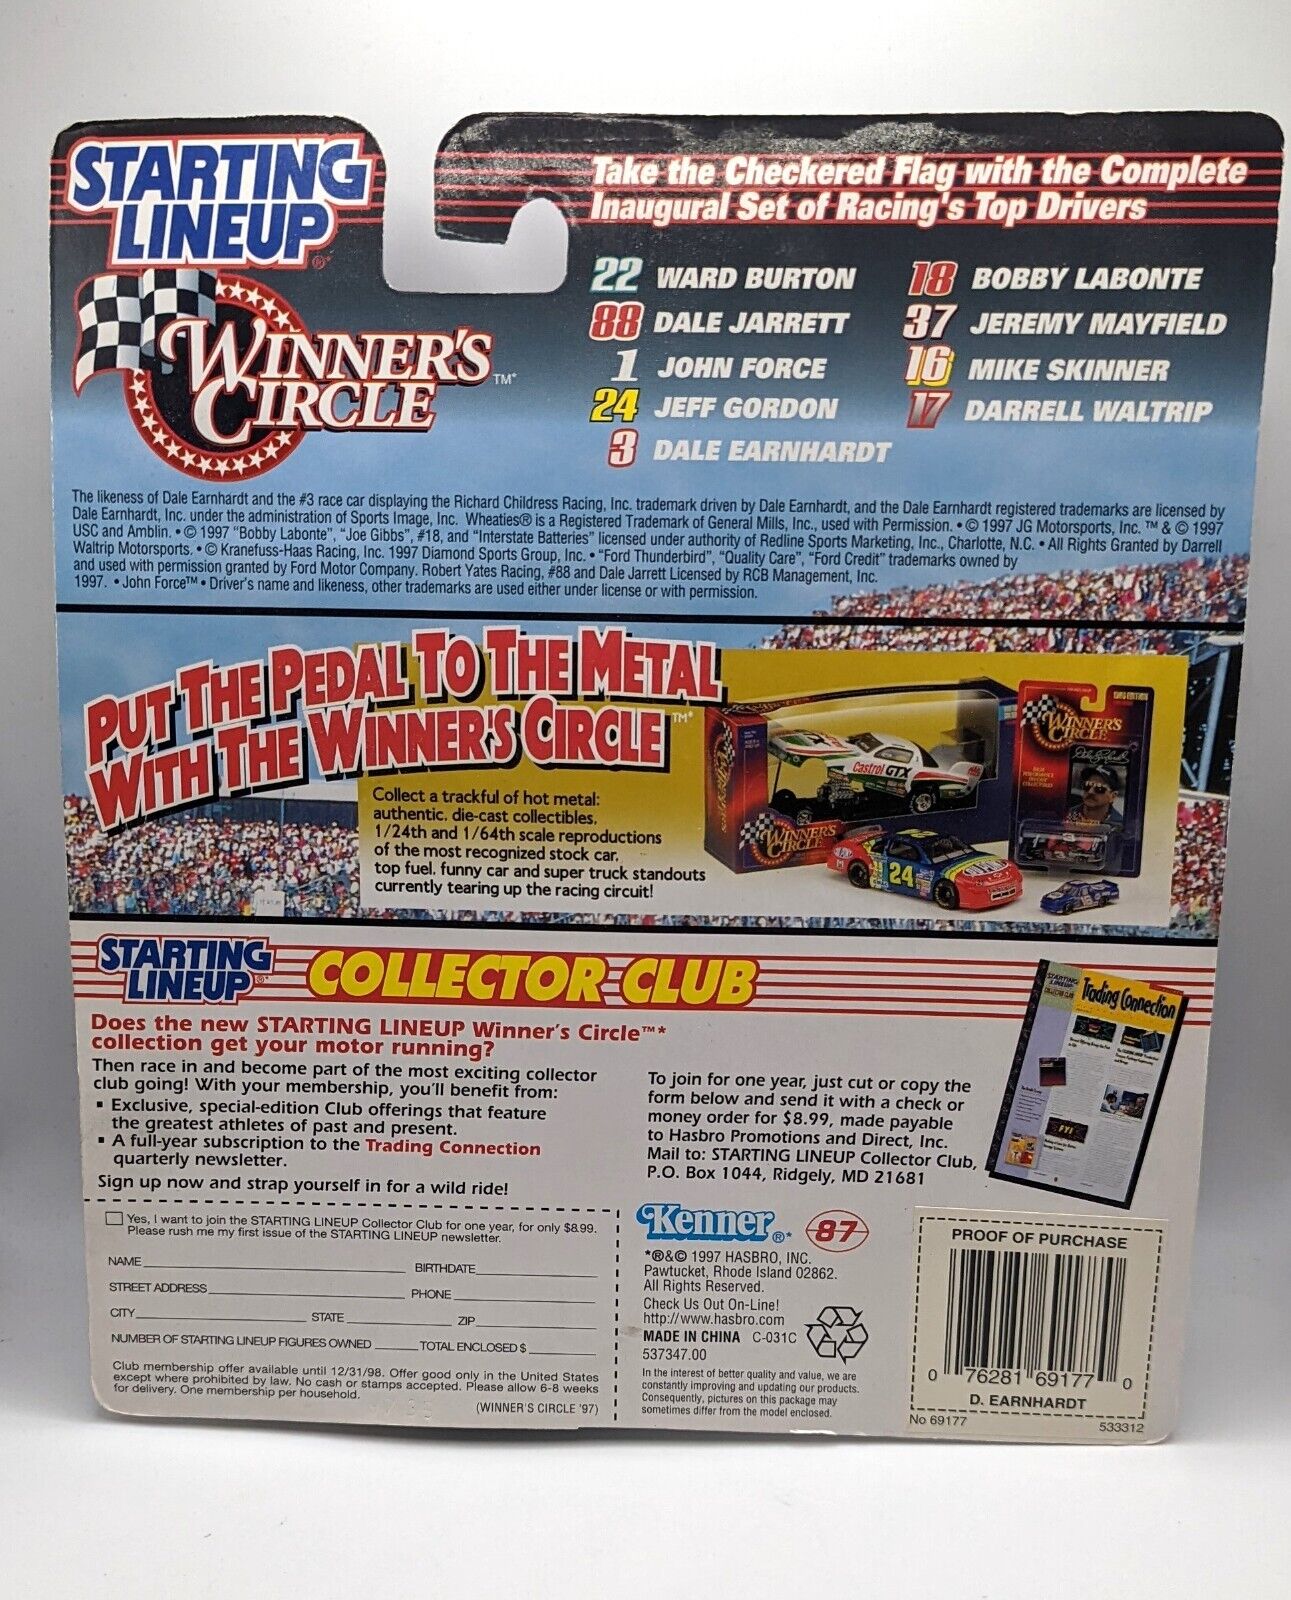 STARTING
LINEUP®*
WINNER'S
CIRCLE™*
Take the Checkered Flag with the Complete
Inaugural Set of Racing's Top Drivers
22 WARD BURTON
88 DALE JARRETT
1 JOHN FORCE
24 JEFF GORDON
3 DALE EARNHARDT
18 BOBBY LABONTE
37 JEREMY MAYFIELD
16 MIKE SKINNER
17 DARRELL WALTRIP
The likeness of Dale Earnhardt and the #3 race car displaying the Richard Childress Racing, Inc. trademark driven by Dale Earnhardt, and the Dale Earnhardt registered trademarks are licensed by
Dale Earnhardt, Inc. under the administration of Sports Image, Inc. Wheaties® is a Registered Trademark of General Mills, Inc., used with Permission. • © 1997 JG Motorsports, Inc. ™ & © 1997
USC and Amblin. • © 1997 "Bobby Labonte", "Joe Gibbs", #18, and "Interstate Batteries" licensed under authority of Redline Sports Marketing, Inc., Charlotte, N.C. • All Rights Granted by Darrell
Waltrip Motorsports. • © Kranefuss-Haas Racing, Inc. 1997 Diamond Sports Group, Inc. • "Ford Thunderbird", "Quality Care", "Ford Credit" trademarks owned by
and used with permission granted by Ford Motor Company. Robert Yates Racing, #88 and Dale Jarrett Licensed by RCB Management, Inc.
1997. • John Force™ • Driver's name and likeness, other trademarks are used either under license or with permission.
PUT THE PEDAL TO THE METAL
WITH THE WINNER'S CIRCLE™*
Collect a trackful of hot metal:
authentic, die-cast collectibles,
1/24th and 1/64th scale reproductions
of the most recognized stock car,
top fuel, funny car and super truck standouts
currently tearing up the racing circuit!
Castrol GTX
WINNER'S
CIRCLE
24
WINNER'S
CIRCLE
STARTING
LINEUP®*
COLLECTOR CLUB
Does the new STARTING LINEUP Winner's Circle™*
collection get your motor running?
Then race in and become part of the most exciting collector
club going! With your membership, you'll benefit from:
▪ Exclusive, special-edition Club offerings that feature
the greatest athletes of past and present.
▪ A full-year subscription to the Trading Connection
quarterly newsletter.
Sign up now and strap yourself in for a wild ride!
To join for one year, just cut or copy the
form below and send it with a check or
money order for $8.99, made payable
to Hasbro Promotions and Direct, Inc.
Mail to: STARTING LINEUP Collector Club,
P.O. Box 1044, Ridgely, MD 21681
Trading Connection
FYI
Yes, I want to join the STARTING LINEUP Collector Club for one year, for only $8.99.
Please rush me my first issue of the STARTING LINEUP newsletter.
NAME BIRTHDATE
STREET ADDRESS PHONE
CITY STATE ZIP
NUMBER OF STARTING LINEUP FIGURES OWNED TOTAL ENCLOSED $
Club membership offer available until 12/31/98. Offer good only in the United States
except where prohibited by law. No cash or stamps accepted. Please allow 6-8 weeks
for delivery. One membership per household.
(WINNER'S CIRCLE '97)
Kenner®* 87
*®&© 1997 HASBRO, INC.
Pawtucket, Rhode Island 02862.
All Rights Reserved.
Check Us Out On-Line!
http://www.hasbro.com
MADE IN CHINA C-031C
537347.00
In the interest of better quality and value, we are
constantly improving and updating our products.
Consequently, pictures on this package may
sometimes differ from the model enclosed.
PROOF OF PURCHASE
0 76281 69177 0
D. EARNHARDT
No 69177
533312